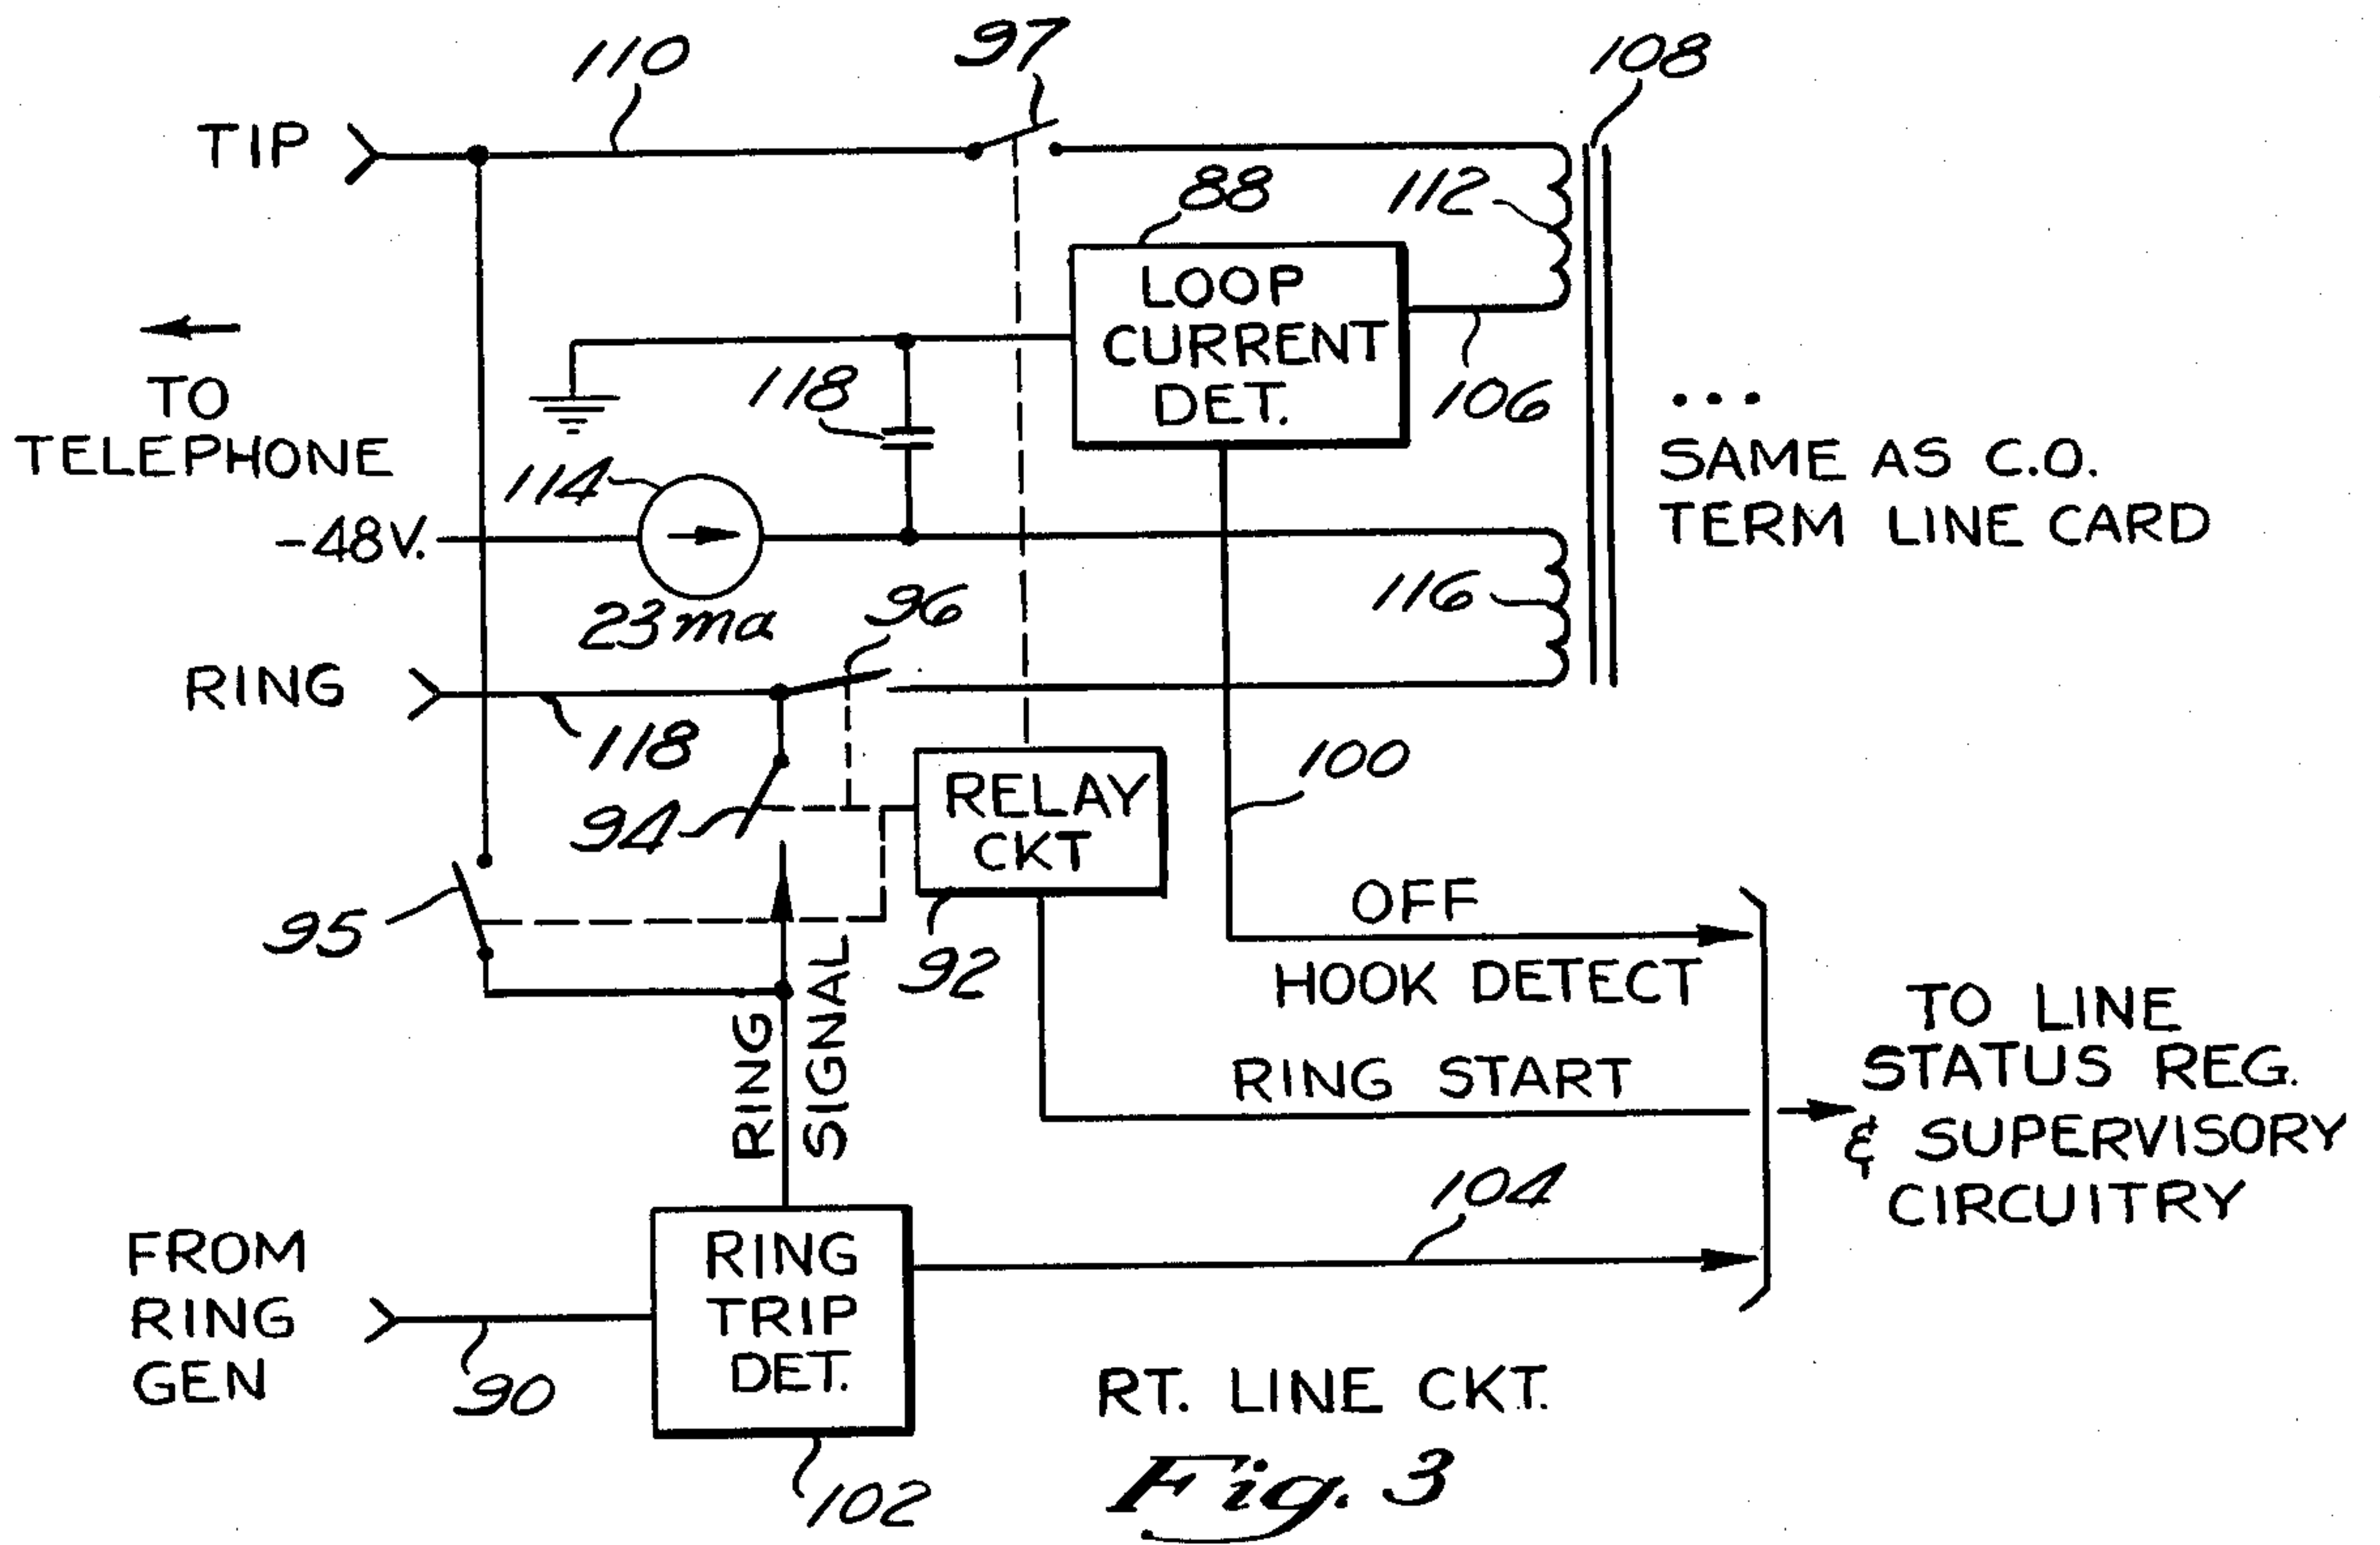 110
97
108
TIP
88
112
LOOP
CURRENT
DET.
TO
TELEPHONE
118
106
...
SAME AS C.O.
TERM LINE CARD
114
-48V.
23ma
96
116
RING
118
94
RELAY
CKT
100
95
92
OFF
HOOK DETECT
RING
SIGNAL
RING START
TO LINE
STATUS REG.
& SUPERVISORY
CIRCUITRY
104
FROM
RING
GEN
90
RING
TRIP
DET.
102
RT. LINE CKT.
Fig. 3